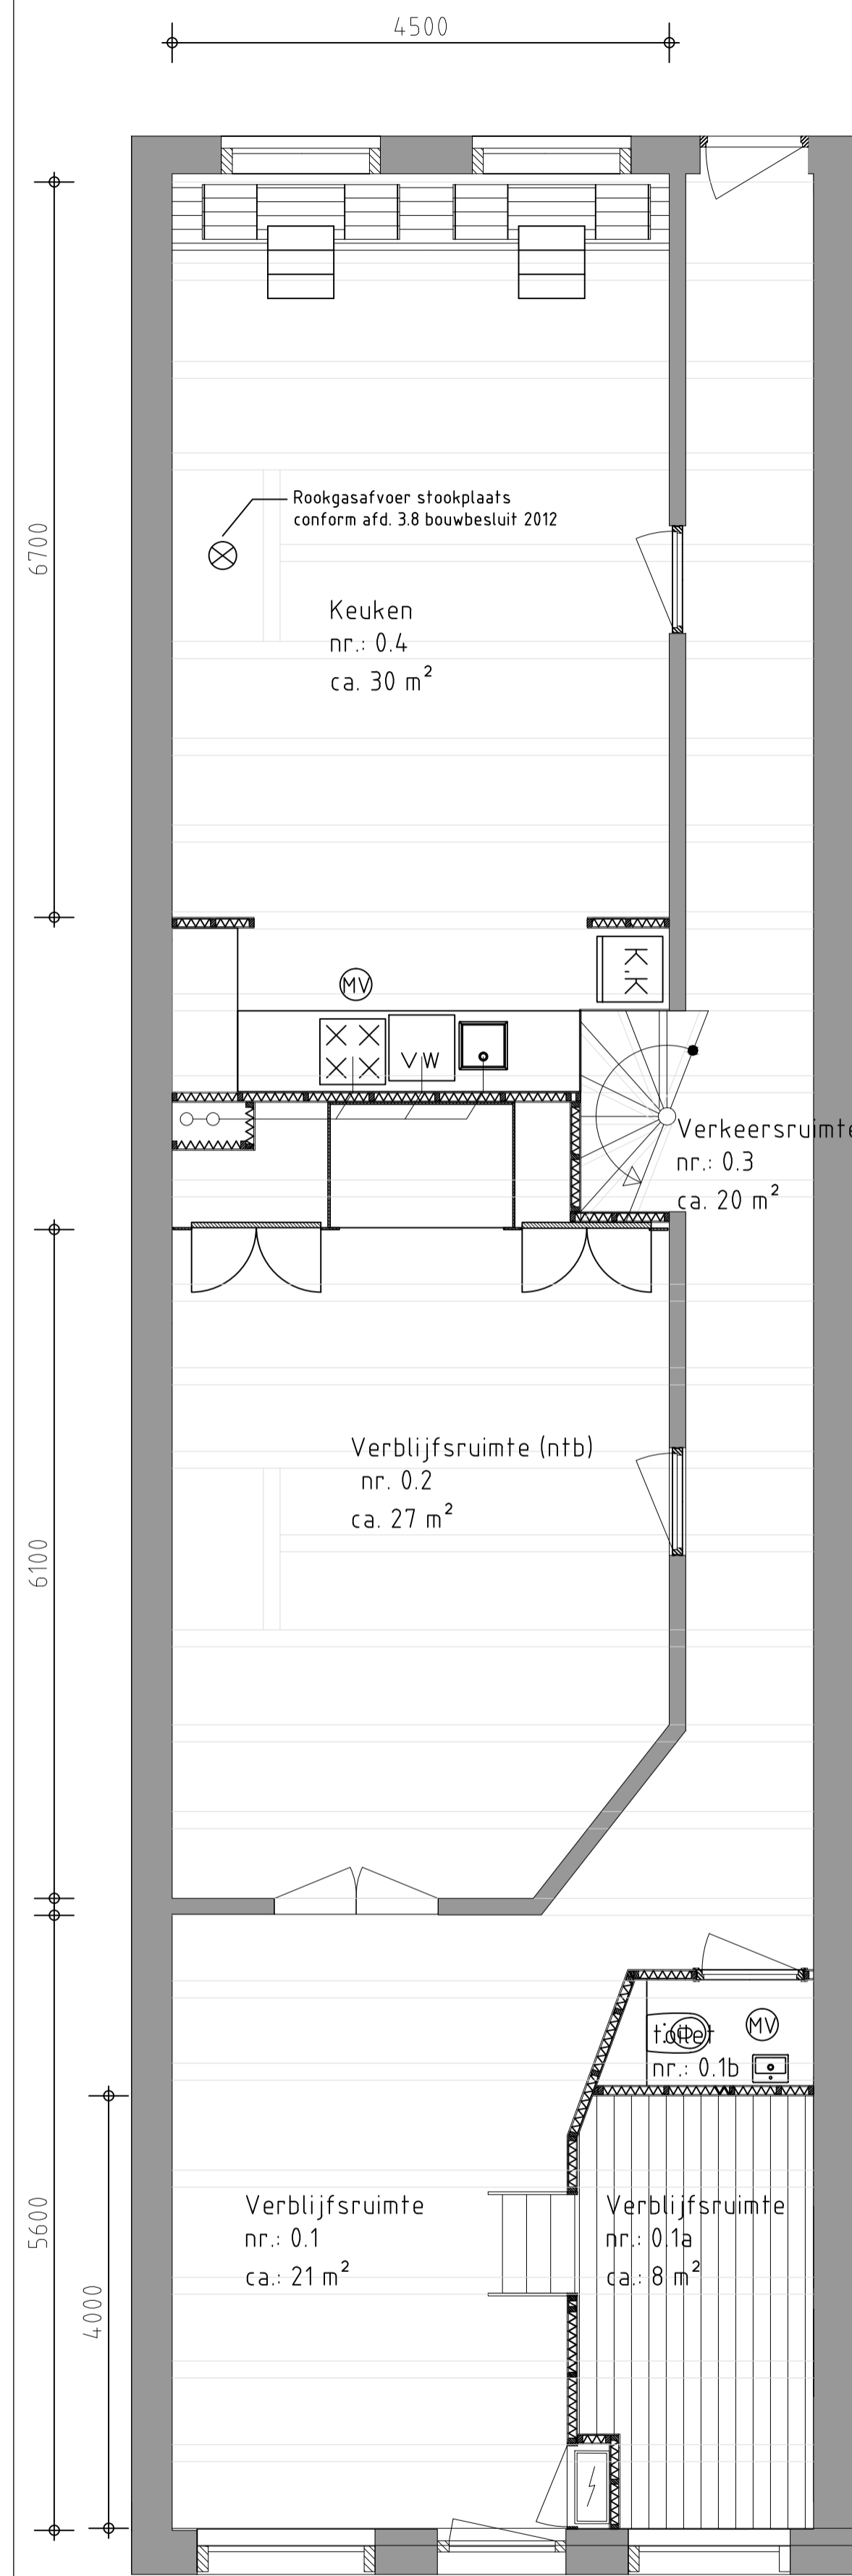 4500
6700
Rookgasafvoer stookplaats
conform afd. 3.8 bouwbesluit 2012
Keuken
nr.: 0.4
ca. 30 m²
K.K
MV
VW
Verkeersruimte
nr.: 0.3
ca. 20 m²
6100
Verblijfsruimte (ntb)
nr. 0.2
ca. 27 m²
toilet
nr.: 0.1b
MV
5600
4000
Verblijfsruimte
nr.: 0.1
ca.: 21 m²
Verblijfsruimte
nr.: 0.1a
ca.: 8 m²